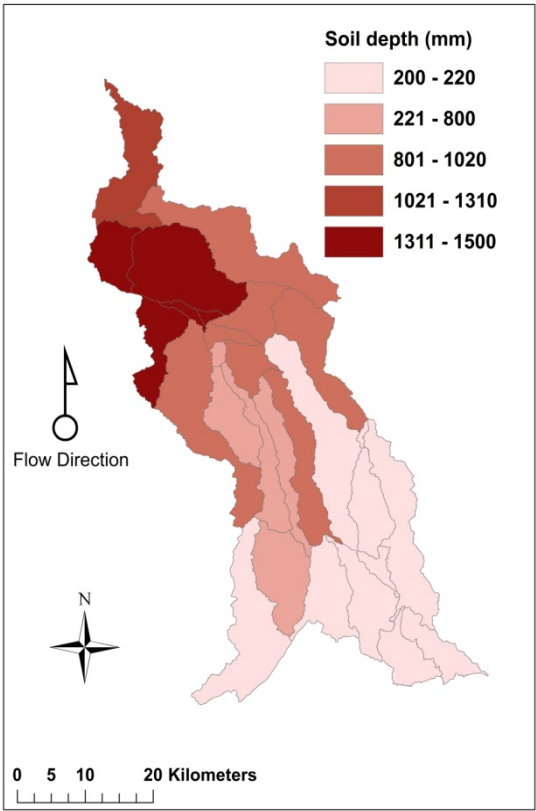 Soil depth (mm)
200 - 220
221 - 800
801 - 1020
1021 - 1310
1311 - 1500
Flow Direction
N
0 5 10 20 Kilometers